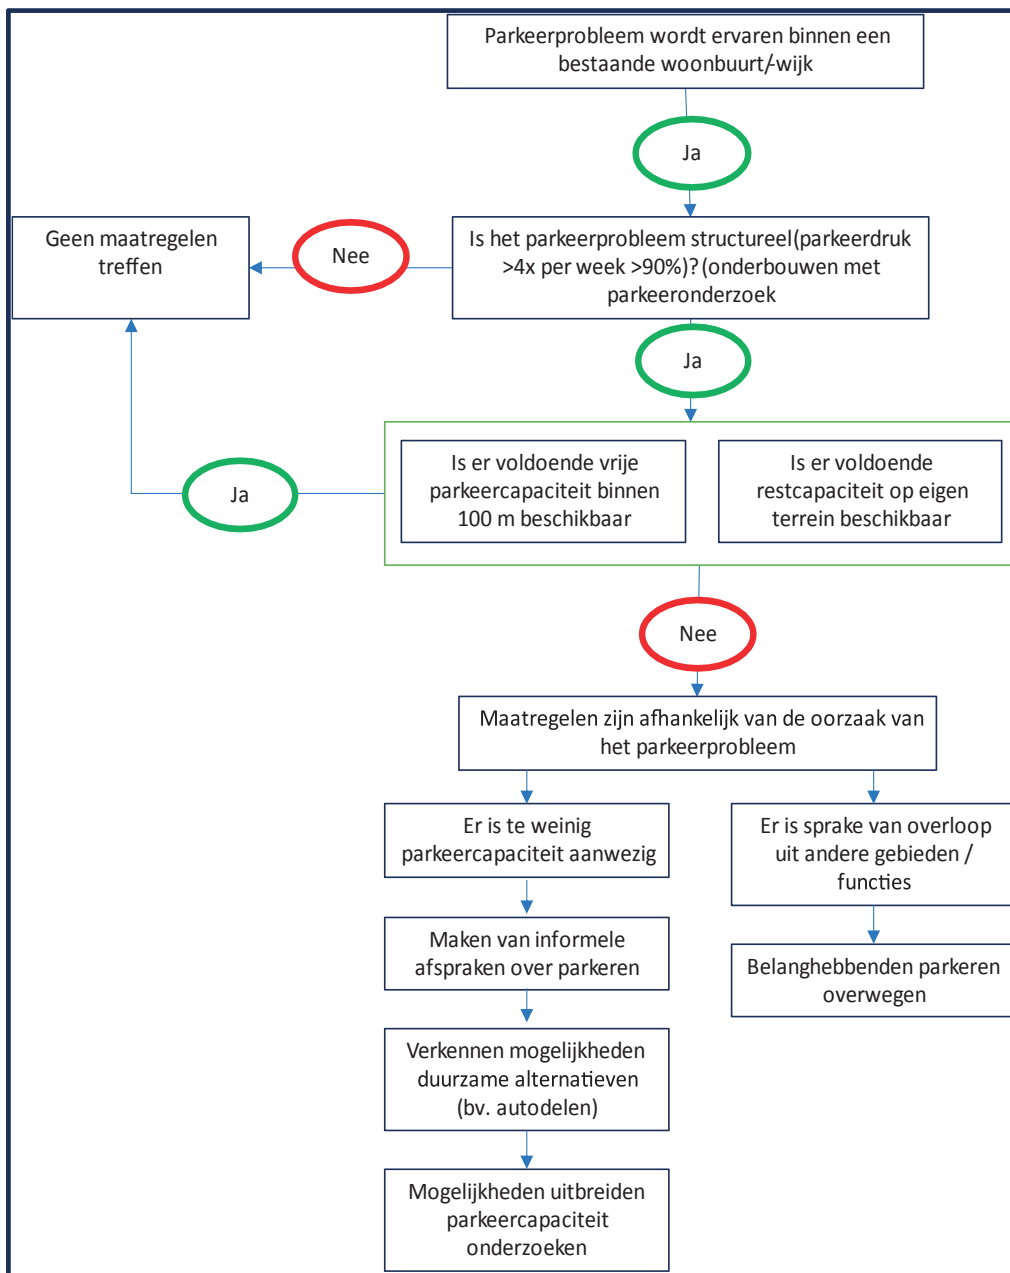 Parkeerprobleem wordt ervaren binnen een
bestaande woonbuurt/-wijk
Ja
Geen maatregelen
treffen
Nee
Is het parkeerprobleem structureel(parkeerdruk
>4x per week >90%)? (onderbouwen met
parkeeronderzoek
Ja
Ja
Is er voldoende vrije
parkeercapaciteit binnen
100 m beschikbaar
Is er voldoende
restcapaciteit op eigen
terrein beschikbaar
Nee
Maatregelen zijn afhankelijk van de oorzaak van
het parkeerprobleem
Er is te weinig
parkeercapaciteit aanwezig
Er is sprake van overloop
uit andere gebieden /
functies
Maken van informele
afspraken over parkeren
Belanghebbenden parkeren
overwegen
Verkennen mogelijkheden
duurzame alternatieven
(bv. autodelen)
Mogelijkheden uitbreiden
parkeercapaciteit
onderzoeken